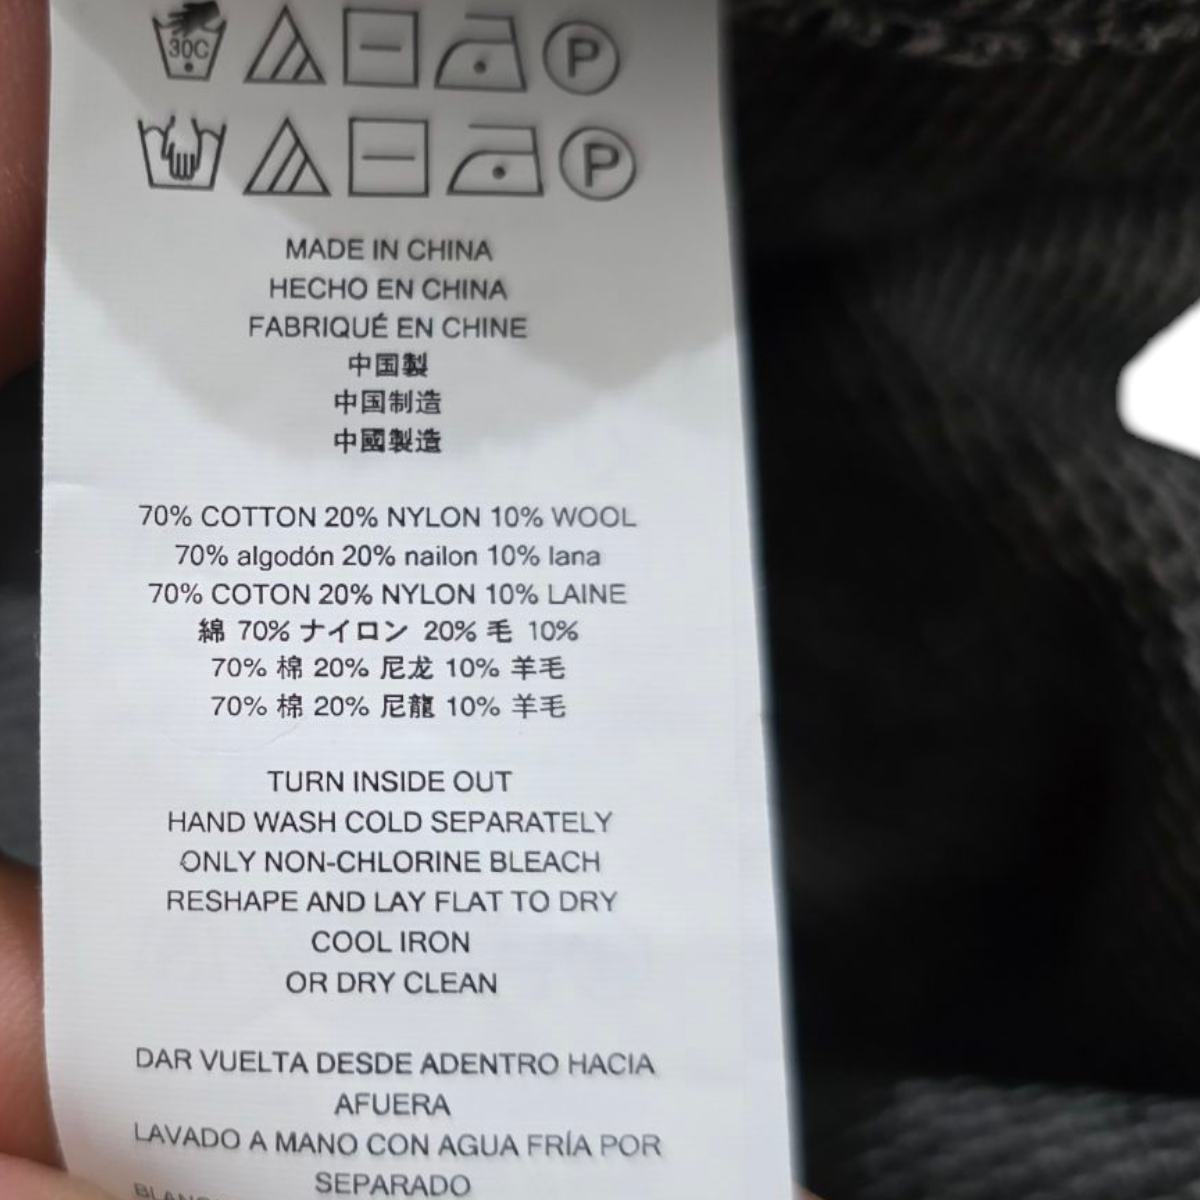 30C P
P
MADE IN CHINA
HECHO EN CHINA
FABRIQUÉ EN CHINE
中国製
中国制造
中國製造
70% COTTON 20% NYLON 10% WOOL
70% algodón 20% nailon 10% lana
70% COTON 20% NYLON 10% LAINE
綿 70% ナイロン 20% 毛 10%
70% 棉 20% 尼龙 10% 羊毛
70% 棉 20% 尼龍 10% 羊毛
TURN INSIDE OUT
HAND WASH COLD SEPARATELY
ONLY NON-CHLORINE BLEACH
RESHAPE AND LAY FLAT TO DRY
COOL IRON
OR DRY CLEAN
DAR VUELTA DESDE ADENTRO HACIA
AFUERA
LAVADO A MANO CON AGUA FRÍA POR
SEPARADO